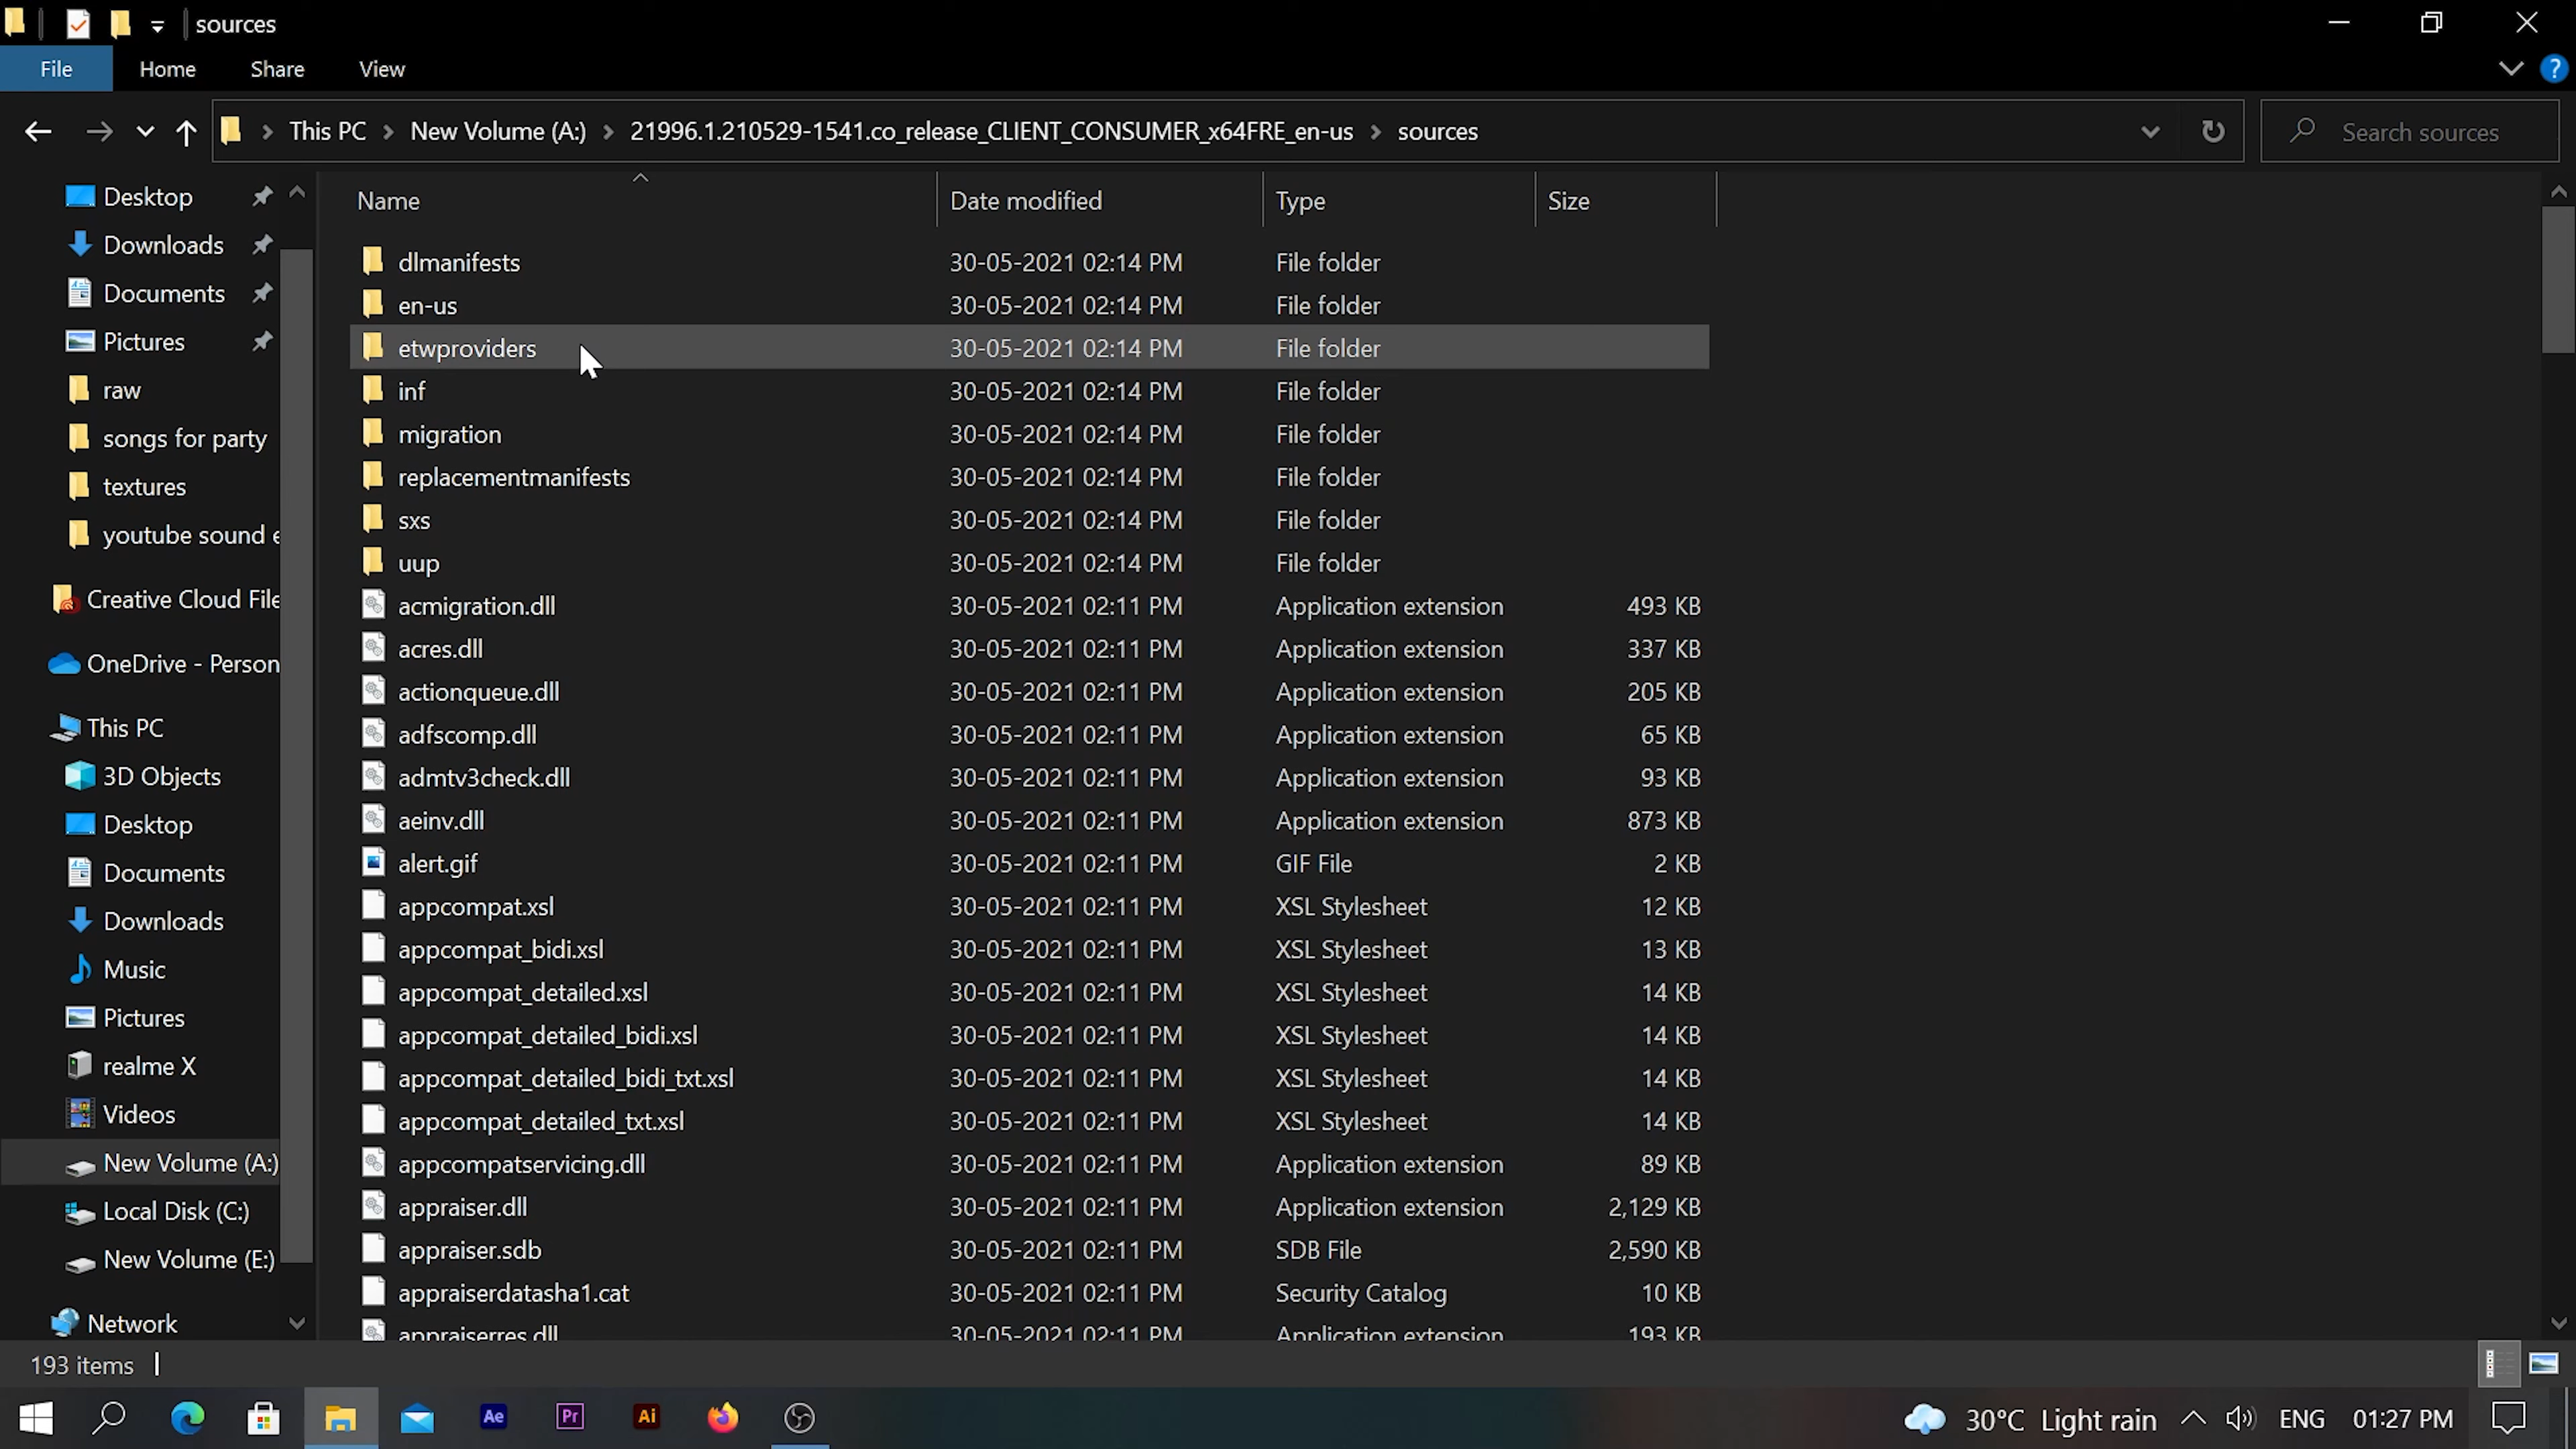 sources
File Home Share View
This PC New Volume (A:) 21996.1.210529-1541.co_release_CLIENT_CONSUMER_x64FRE_en-us sources
Search sources
Desktop
Downloads
Documents
Pictures
raw
songs for party
textures
youtube sound e
Creative Cloud File
OneDrive - Person
This PC
3D Objects
Desktop
Documents
Downloads
Music
Pictures
realme X
Videos
New Volume (A:)
Local Disk (C:)
New Volume (E:)
Network
Name Date modified Type Size
dlmanifests 30-05-2021 02:14 PM File folder
en-us 30-05-2021 02:14 PM File folder
etwproviders 30-05-2021 02:14 PM File folder
inf 30-05-2021 02:14 PM File folder
migration 30-05-2021 02:14 PM File folder
replacementmanifests 30-05-2021 02:14 PM File folder
sxs 30-05-2021 02:14 PM File folder
uup 30-05-2021 02:14 PM File folder
acmigration.dll 30-05-2021 02:11 PM Application extension 493 KB
acres.dll 30-05-2021 02:11 PM Application extension 337 KB
actionqueue.dll 30-05-2021 02:11 PM Application extension 205 KB
adfscomp.dll 30-05-2021 02:11 PM Application extension 65 KB
admtv3check.dll 30-05-2021 02:11 PM Application extension 93 KB
aeinv.dll 30-05-2021 02:11 PM Application extension 873 KB
alert.gif 30-05-2021 02:11 PM GIF File 2 KB
appcompat.xsl 30-05-2021 02:11 PM XSL Stylesheet 12 KB
appcompat_bidi.xsl 30-05-2021 02:11 PM XSL Stylesheet 13 KB
appcompat_detailed.xsl 30-05-2021 02:11 PM XSL Stylesheet 14 KB
appcompat_detailed_bidi.xsl 30-05-2021 02:11 PM XSL Stylesheet 14 KB
appcompat_detailed_bidi_txt.xsl 30-05-2021 02:11 PM XSL Stylesheet 14 KB
appcompat_detailed_txt.xsl 30-05-2021 02:11 PM XSL Stylesheet 14 KB
appcompatservicing.dll 30-05-2021 02:11 PM Application extension 89 KB
appraiser.dll 30-05-2021 02:11 PM Application extension 2,129 KB
appraiser.sdb 30-05-2021 02:11 PM SDB File 2,590 KB
appraiserdatasha1.cat 30-05-2021 02:11 PM Security Catalog 10 KB
appraiserres.dll 30-05-2021 02:11 PM Application extension 193 KB
193 items
Ae Pr Ai 30°C Light rain ENG 01:27 PM